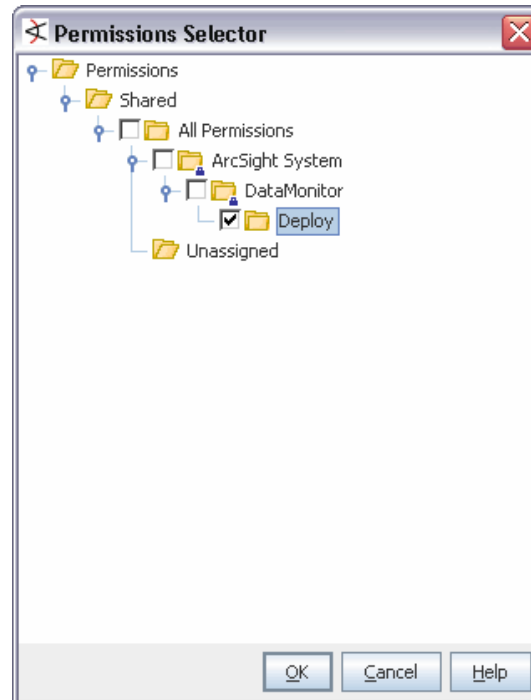 Permissions Selector
Permissions
Shared
All Permissions
ArcSight System
DataMonitor
Deploy
Unassigned
OK Cancel Help